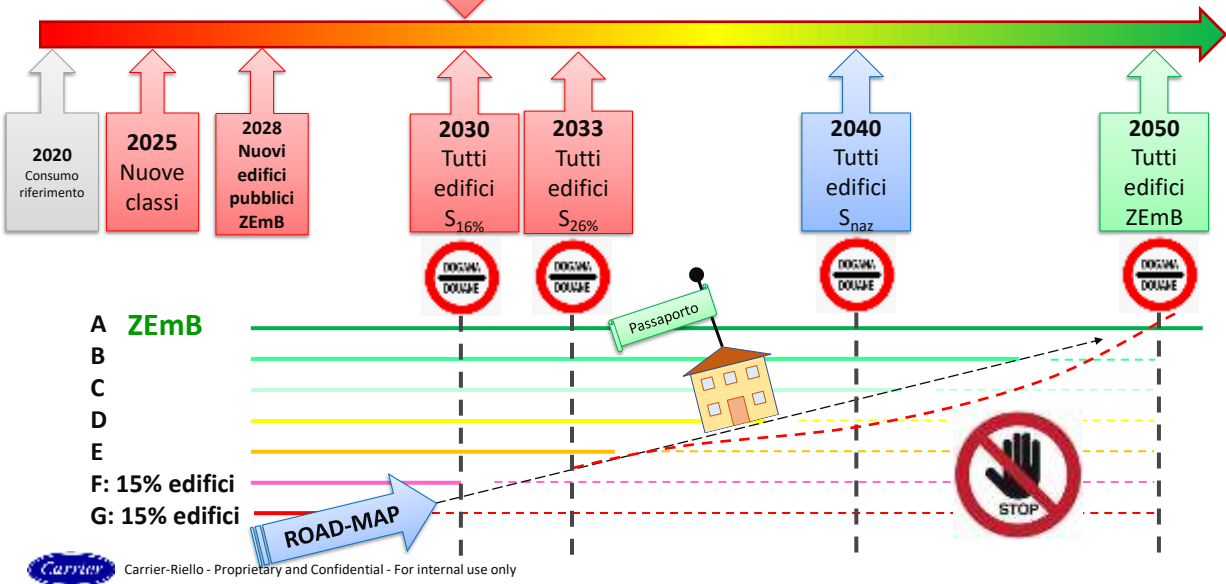 2020
Consumo
riferimento
2025
Nuove
classi
2028
Nuovi
edifici
pubblici
ZEmB
2030
Tutti
edifici
S16%
2033
Tutti
edifici
S26%
2040
Tutti
edifici
Snaz
2050
Tutti
edifici
ZEmB
DOGANA
DOUANE
DOGANA
DOUANE
DOGANA
DOUANE
DOGANA
DOUANE
Passaporto
A ZEmB
B
C
D
E
F: 15% edifici
G: 15% edifici
ROAD-MAP
STOP
Carrier
Carrier-Riello - Proprietary and Confidential - For internal use only